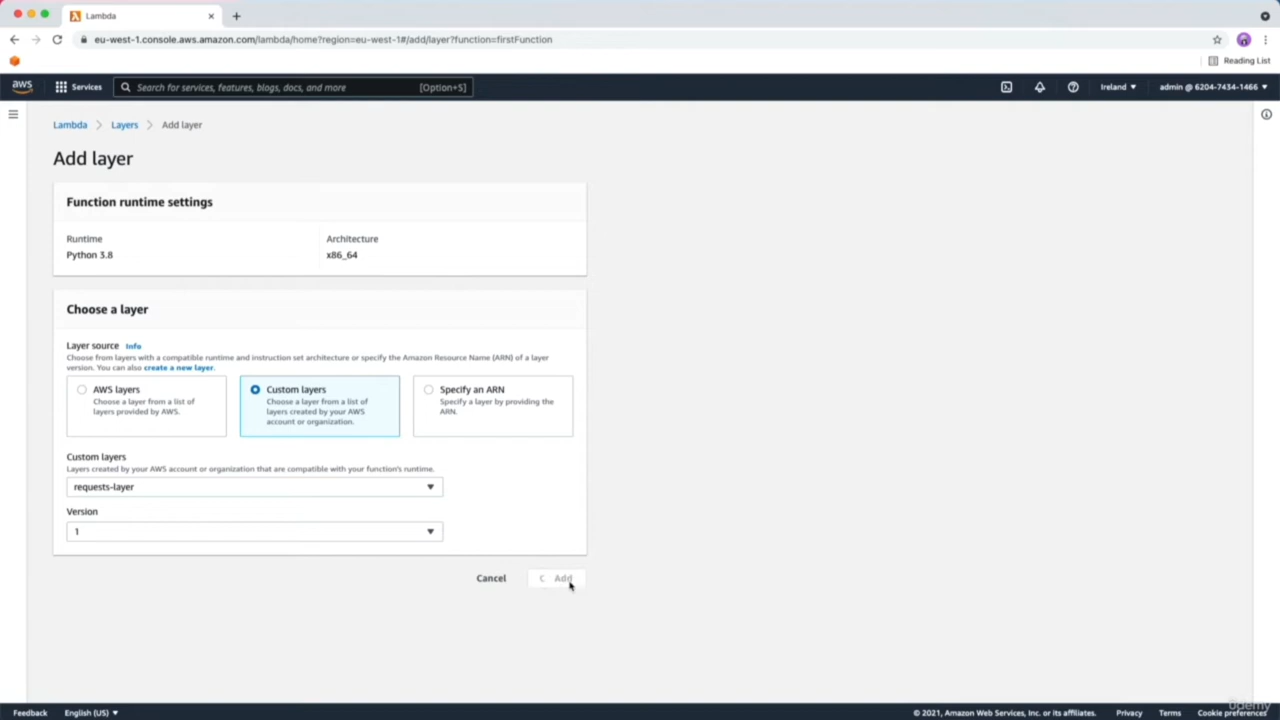 Lambda
eu-west-1.console.aws.amazon.com/lambda/home?region=eu-west-1#/add/layer?function=firstFunction
Reading List
aws
Services
Search for services, features, blogs, docs, and more
[Option+S]
Ireland ▼
admin @ 6204-7434-1466 ▼
Lambda > Layers > Add layer
Add layer
Function runtime settings
Runtime
Python 3.8
Architecture
x86_64
Choose a layer
Layer source Info
Choose from layers with a compatible runtime and instruction set architecture or specify the Amazon Resource Name (ARN) of a layer
version. You can also create a new layer.
AWS layers
Choose a layer from a list of
layers provided by AWS.
Custom layers
Choose a layer from a list of
layers created by your AWS
account or organization.
Specify an ARN
Specify a layer by providing the
ARN.
Custom layers
Layers created by your AWS account or organization that are compatible with your function's runtime.
requests-layer
Version
1
Cancel
Add
Feedback
English (US) ▼
© 2021, Amazon Web Services, Inc. or its affiliates.
Privacy
Terms
Cookie preferences
udemy